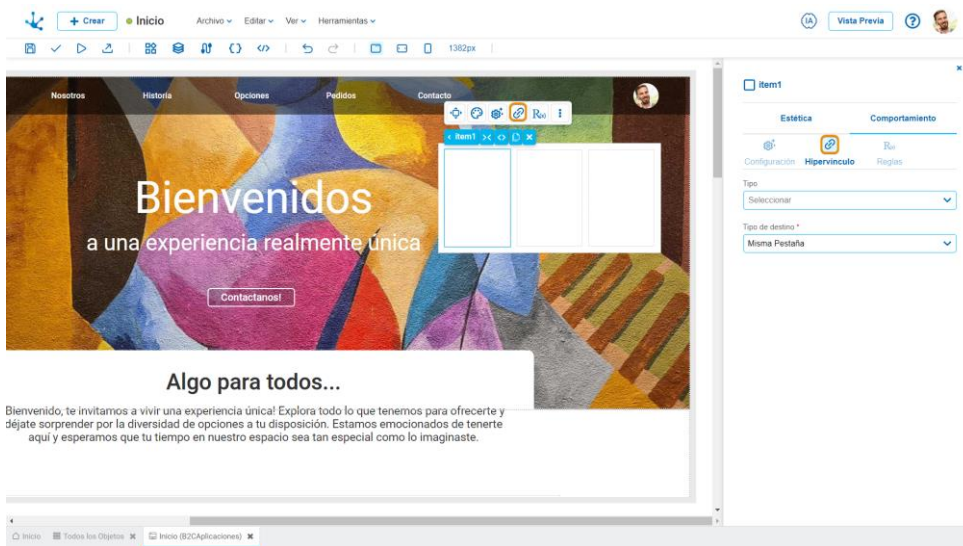 + Crear
Inicio
Archivo
Editar
Ver
Herramientas
IA
Vista Previa
?
1382px
Nosotros
Historia
Opciones
Pedidos
Contacto
item1
Bienvenidos
a una experiencia realmente única
Contactanos!
Algo para todos...
Bienvenido, te invitamos a vivir una experiencia única! Explora todo lo que tenemos para ofrecerte y
déjate sorprender por la diversidad de opciones a tu disposición. Estamos emocionados de tenerte
aquí y esperamos que tu tiempo en nuestro espacio sea tan especial como lo imaginaste.
item1
Estética
Comportamiento
Configuración
Hipervínculo
Reglas
Tipo
Seleccionar
Tipo de destino *
Misma Pestaña
Inicio
Todos los Objetos
Inicio (B2CAplicaciones)